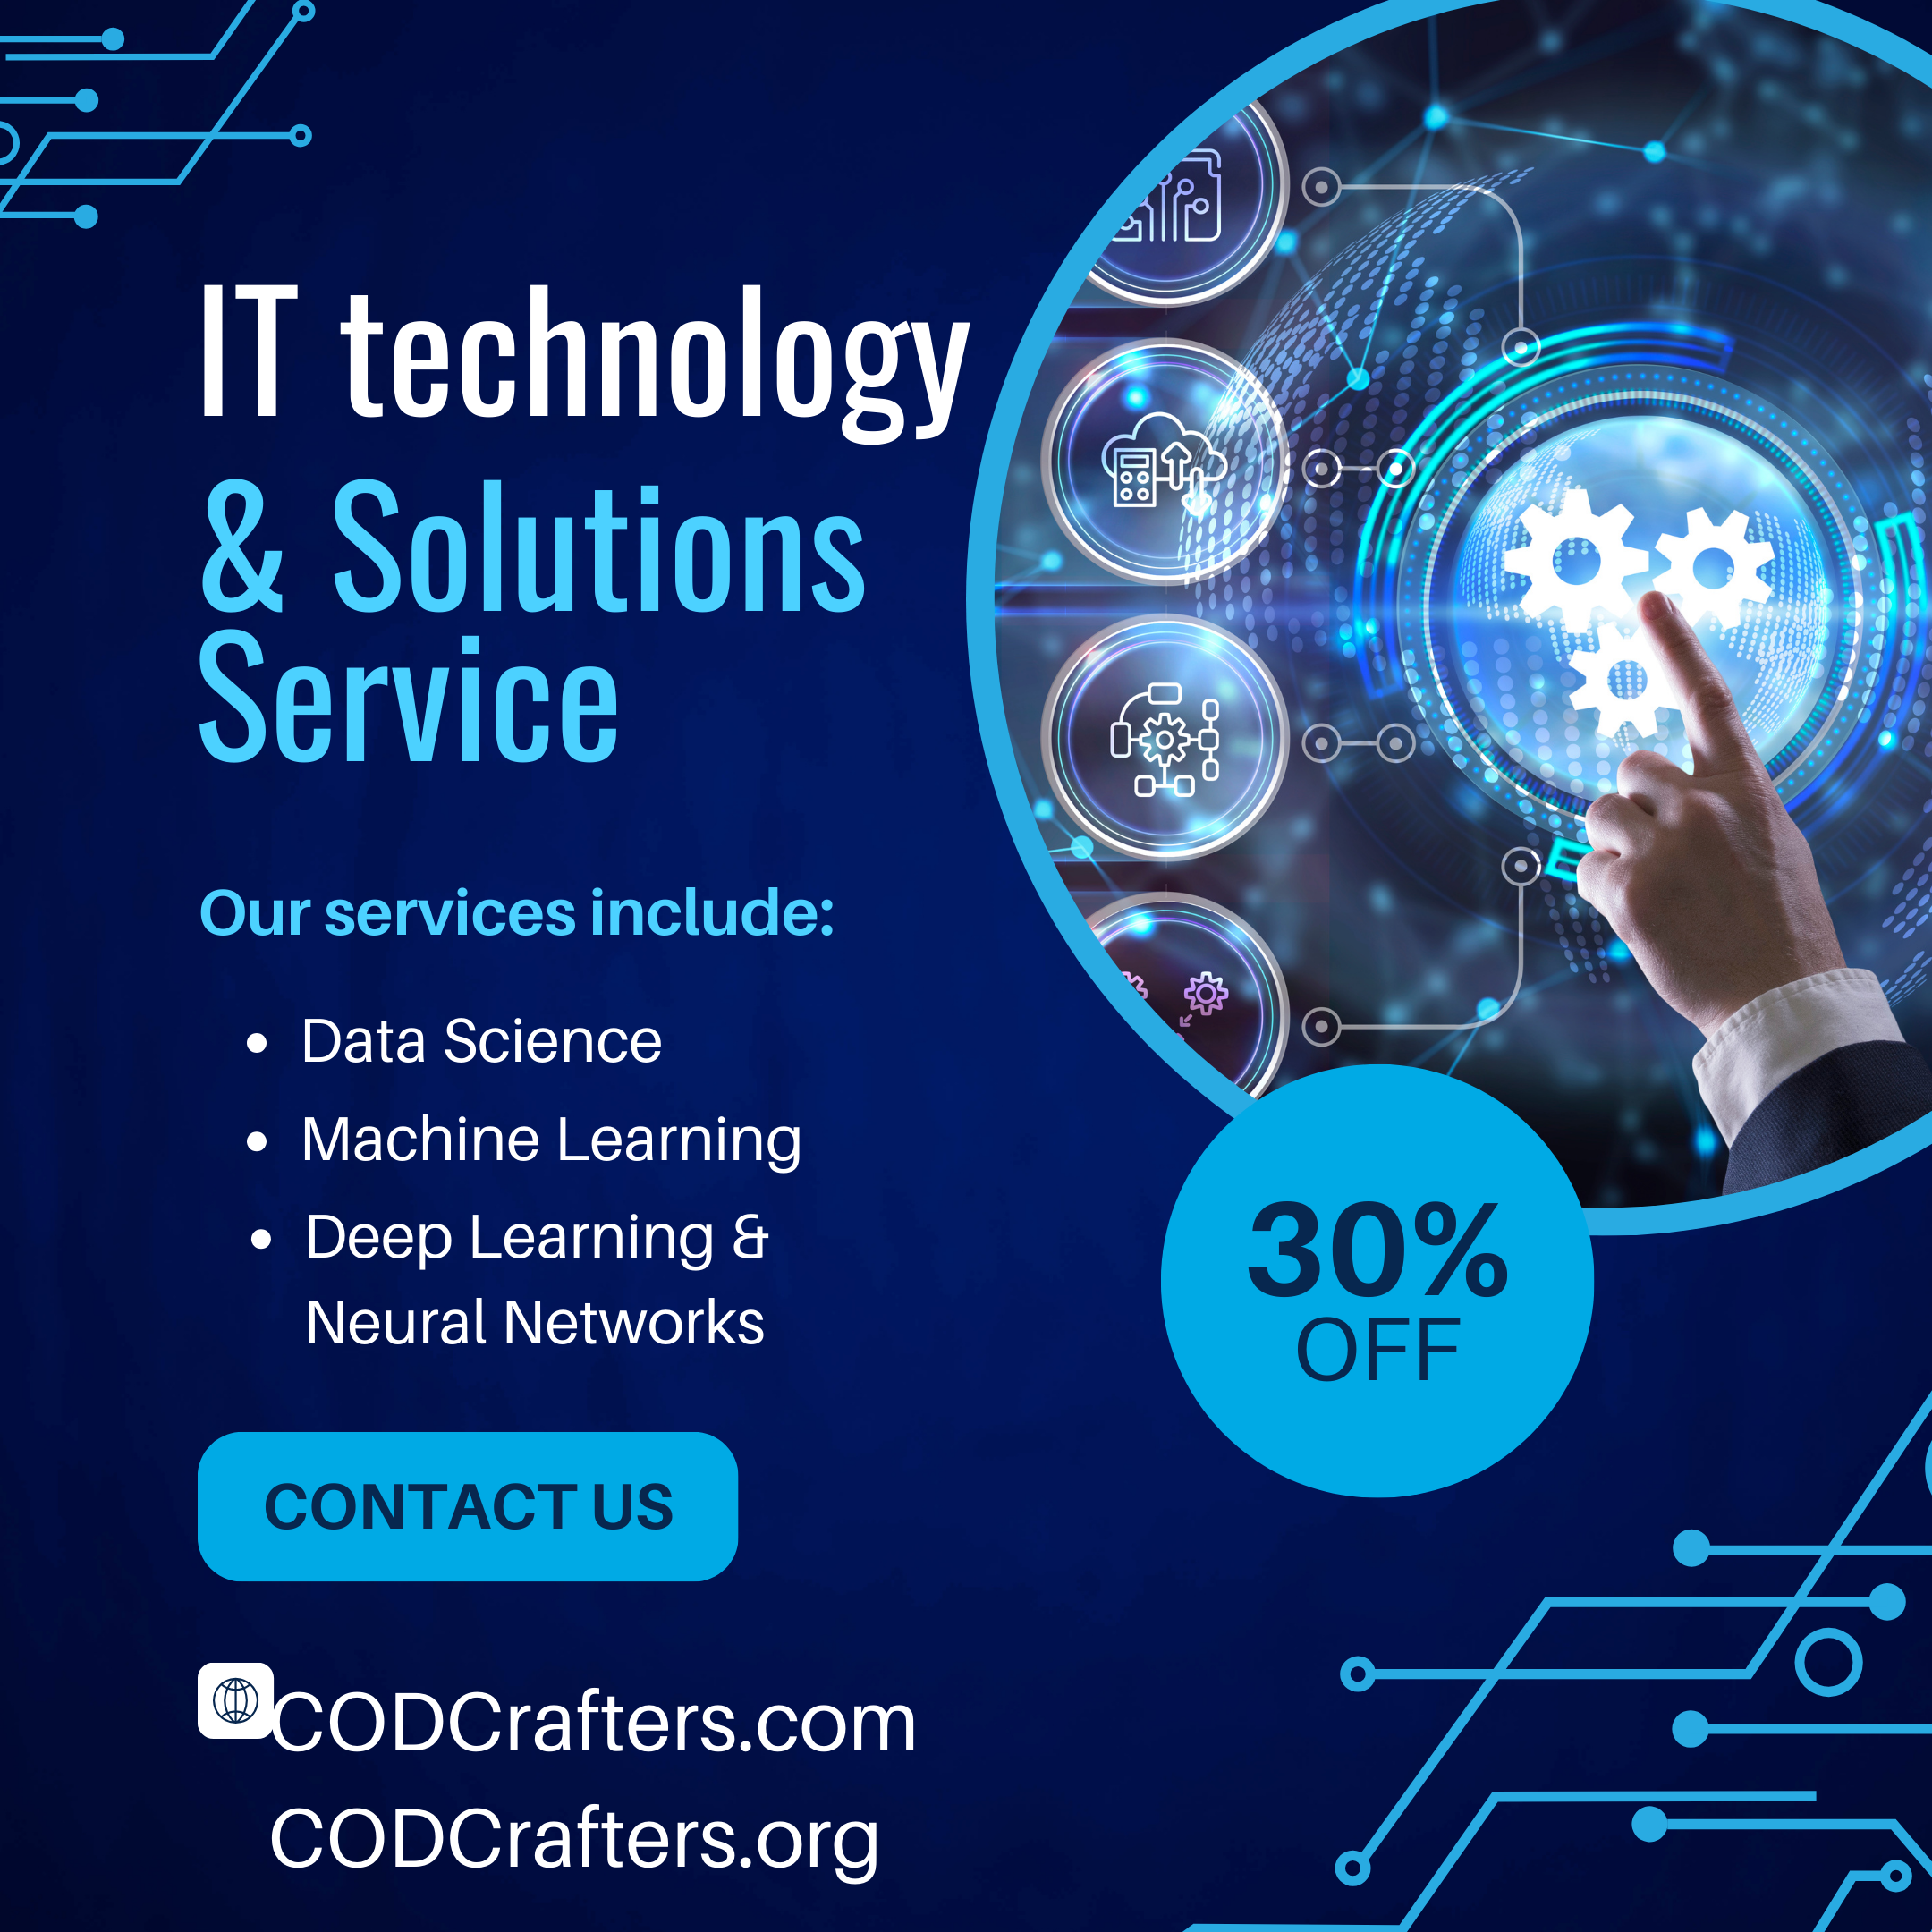 IT technology
& Solutions
Service
Our services include:
Data Science
Machine Learning
Deep Learning &
Neural Networks
30%
OFF
CONTACT US
CODCrafters.com
CODCrafters.org